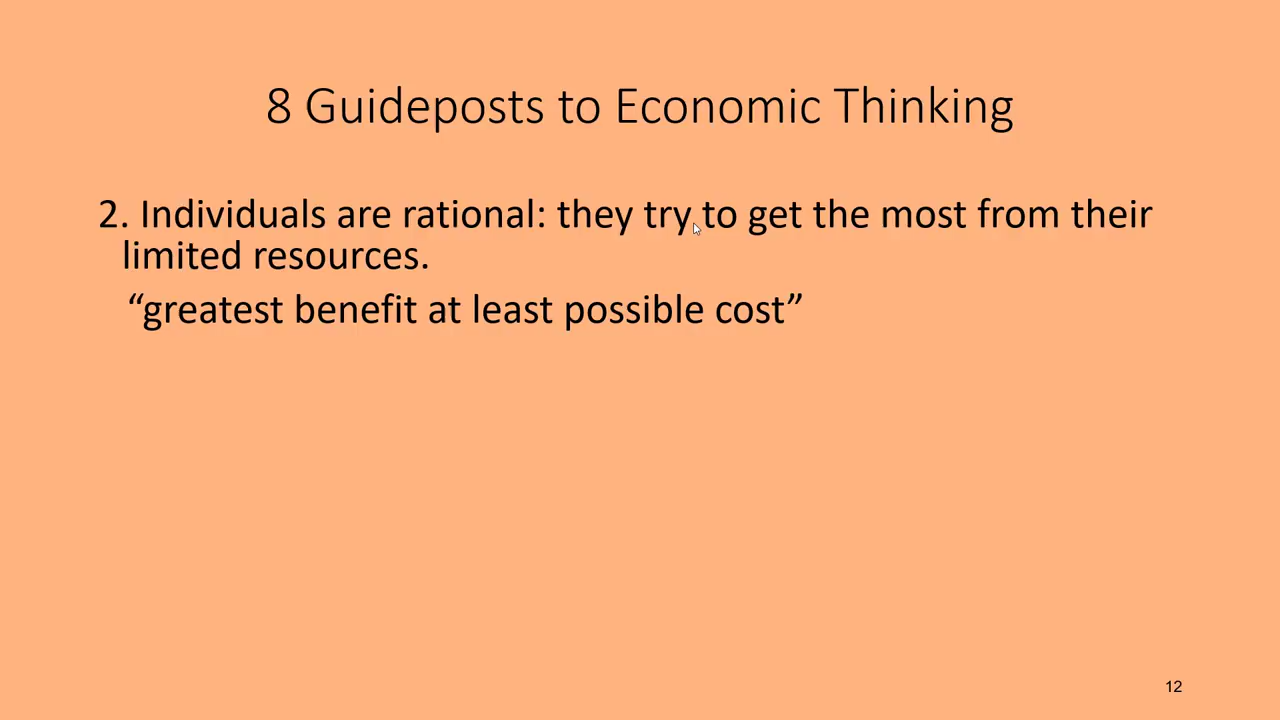 8 Guideposts to Economic Thinking
2. Individuals are rational: they try to get the most from their
limited resources.
“greatest benefit at least possible cost”
12